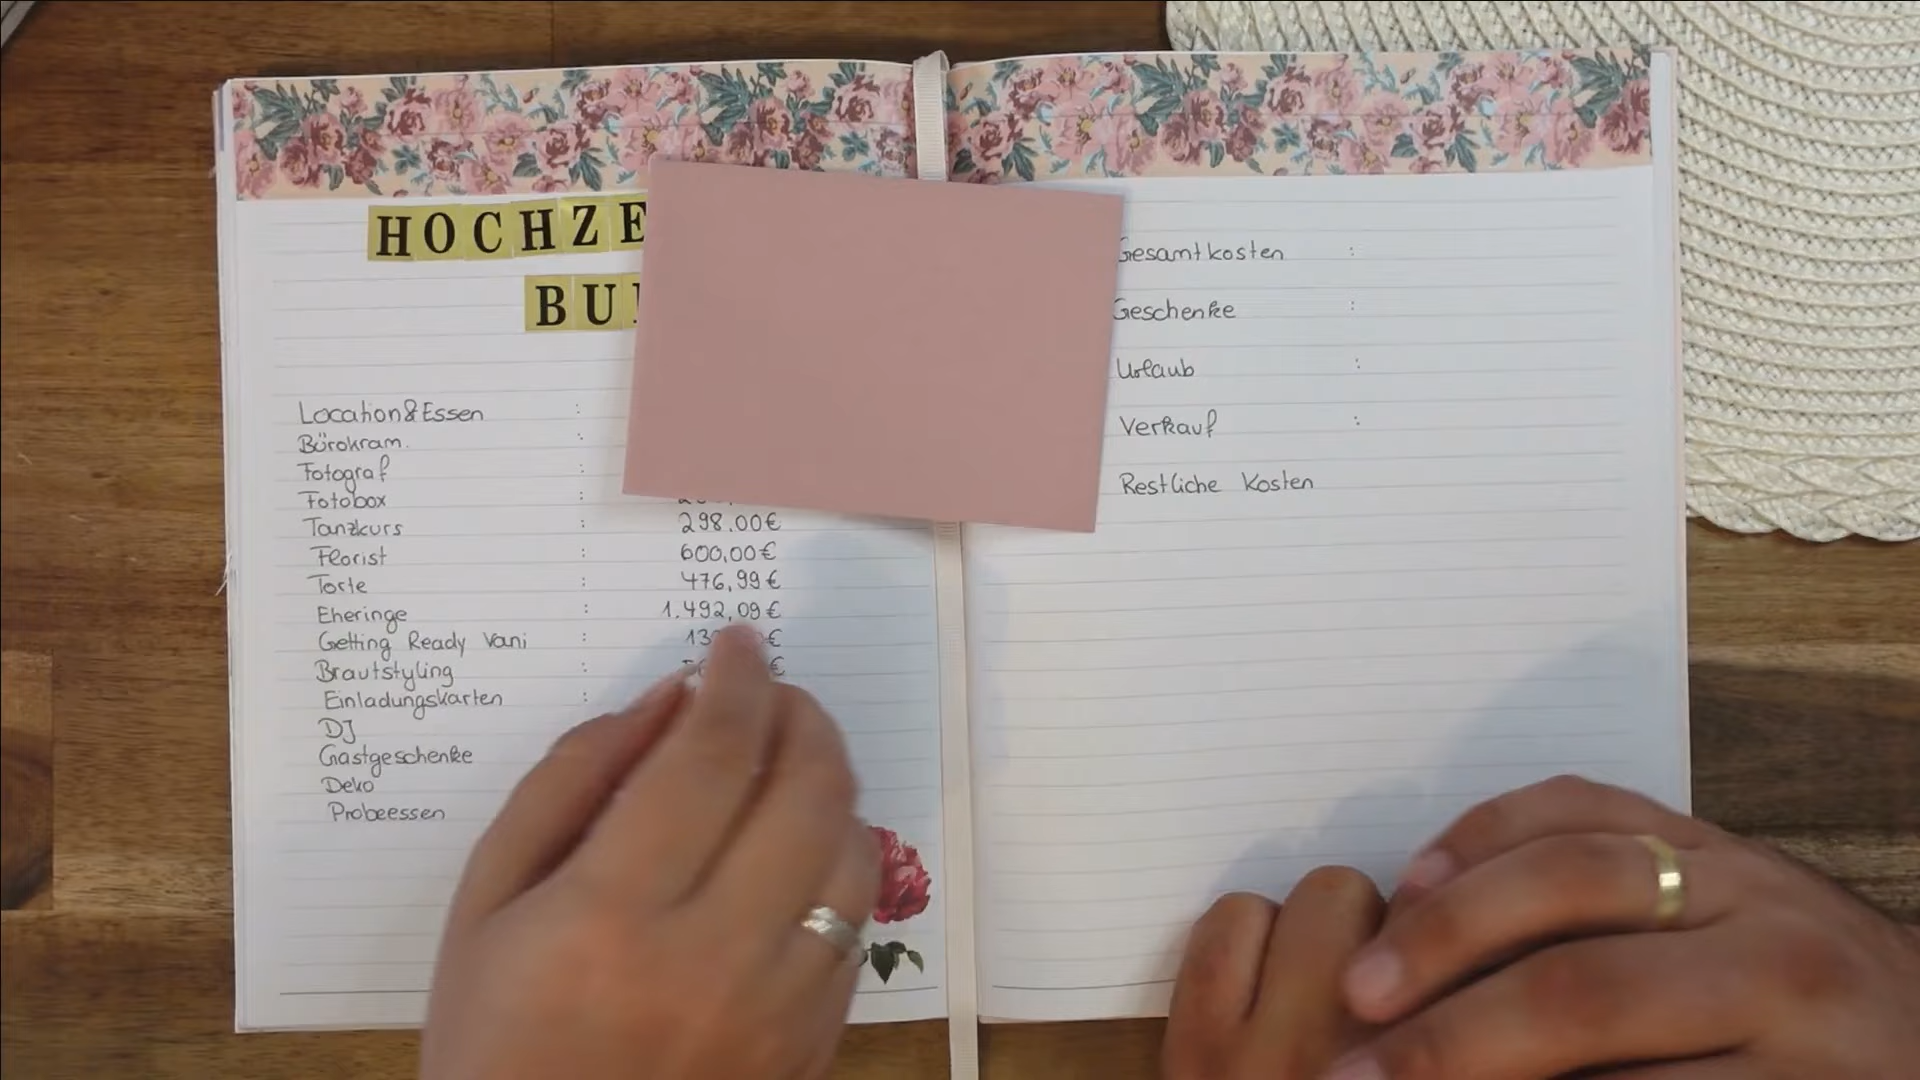 HOCHZE
BU
Location&Essen :
Bürokram. :
Fotograf :
Fotobox :
Tanzkurs : 298.00€
Florist : 600,00€
Torte : 476,99€
Eheringe : 1.492,09€
Getting Ready Vani : 13 €
Brautstyling €
Einladungskarten :
DJ
Gastgeschenke
Deko
Probeessen
Gesamtkosten :
Geschenke :
Urlaub :
Verkauf :
Restliche Kosten